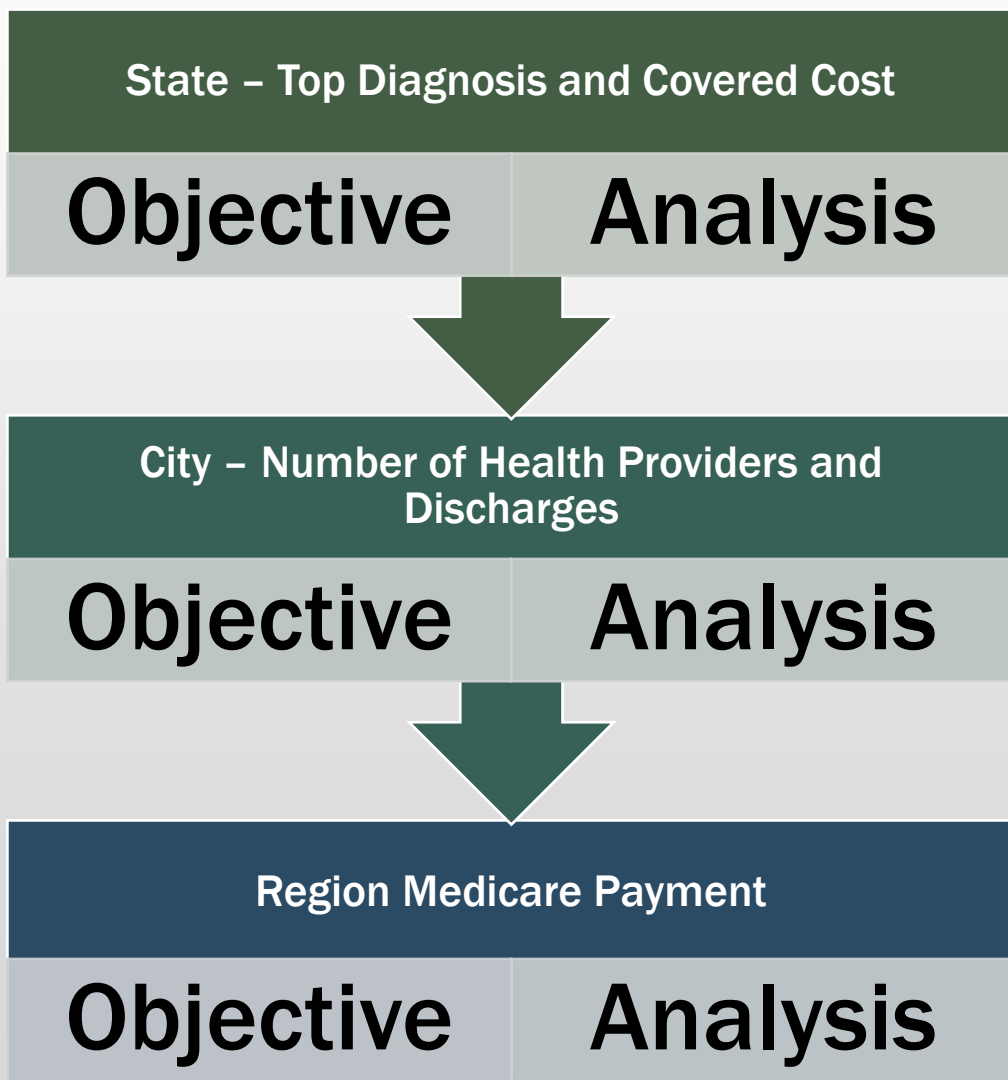 State – Top Diagnosis and Covered Cost
Objective Analysis
City – Number of Health Providers and
Discharges
Objective Analysis
Region Medicare Payment
Objective Analysis